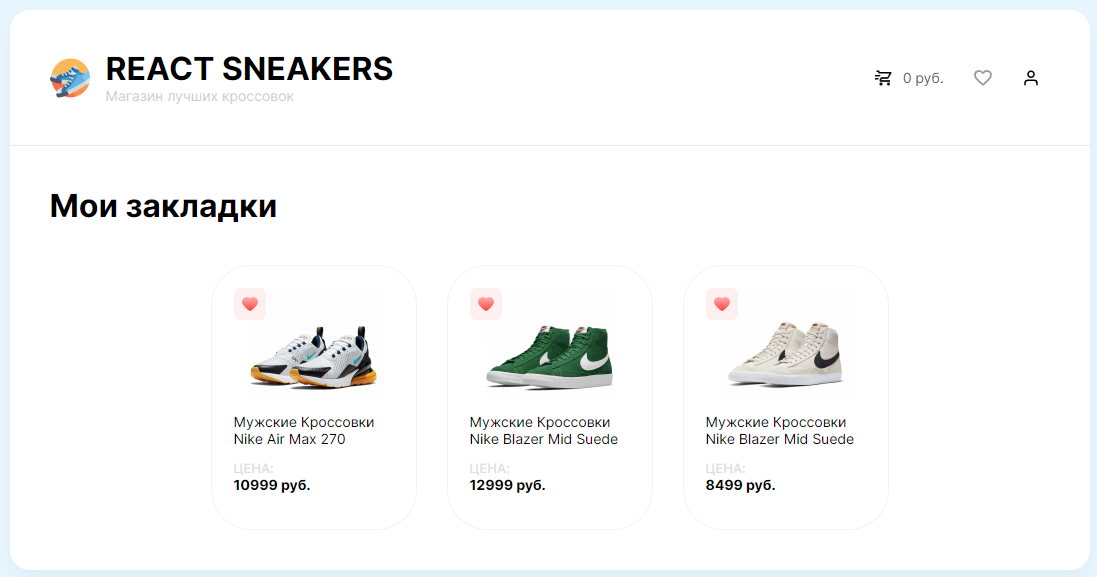 REACT SNEAKERS
Магазин лучших кроссовок
0 руб.
Мои закладки
Мужские Кроссовки
Nike Air Max 270
ЦЕНА:
10999 руб.
Мужские Кроссовки
Nike Blazer Mid Suede
ЦЕНА:
12999 руб.
Мужские Кроссовки
Nike Blazer Mid Suede
ЦЕНА:
8499 руб.